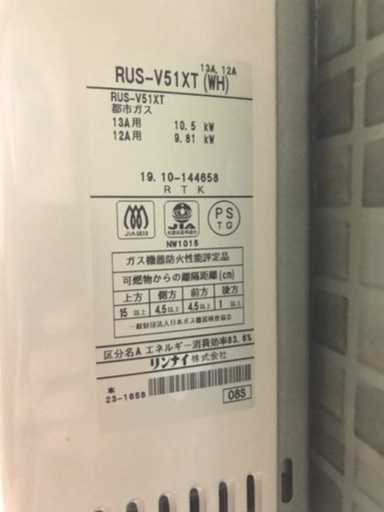 13A, 12A
RUS-V51XT (WH)
RUS-V51XT
都市ガス
13A用 10.5 kW
12A用 9.81 kW
19.10-144658
R T K
JIA
PS
TG
NW1015
ガス機器防火性能評定品
可燃物からの離隔距離(cm)
上方 側方 前方 後方
15以上 4.5以上 4.5以上 1以上
一般財団法人日本ガス機器検査協会
区分名A エネルギー消費効率83.6%
リンナイ株式会社
本
23-1658
08S